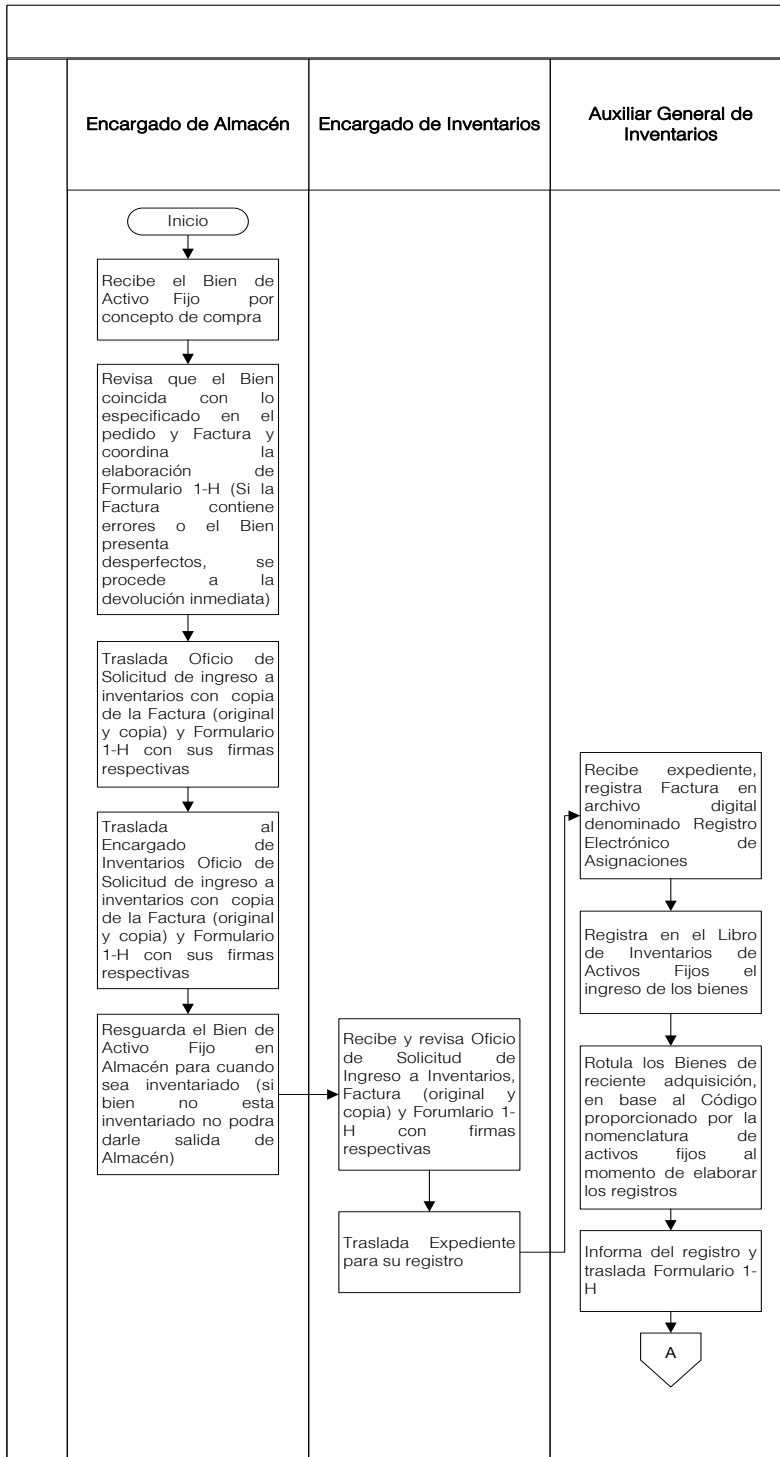 Encargado de Almacén
Encargado de Inventarios
Auxiliar General de
Inventarios
Inicio
Recibe el Bien de
Activo Fijo por
concepto de compra
Revisa que el Bien
coincida con lo
especificado en el
pedido y Factura y
coordina la
elaboración de
Formulario 1-H (Si la
Factura contiene
errores o el Bien
presenta
desperfectos, se
procede a la
devolución inmediata)
Traslada Oficio de
Solicitud de ingreso a
inventarios con copia
de la Factura (original
y copia) y Formulario
1-H con sus firmas
respectivas
Traslada al
Encargado de
Inventarios Oficio de
Solicitud de ingreso a
inventarios con copia
de la Factura (original
y copia) y Formulario
1-H con sus firmas
respectivas
Resguarda el Bien de
Activo Fijo en
Almacén para cuando
sea inventariado (si
bien no esta
inventariado no podra
darle salida de
Almacén)
Recibe y revisa Oficio
de Solicitud de
Ingreso a Inventarios,
Factura (original y
copia) y Forumlario 1-
H con firmas
respectivas
Traslada Expediente
para su registro
Recibe expediente,
registra Factura en
archivo digital
denominado Registro
Electrónico de
Asignaciones
Registra en el Libro
de Inventarios de
Activos Fijos el
ingreso de los bienes
Rotula los Bienes de
reciente adquisición,
en base al Código
proporcionado por la
nomenclatura de
activos fijos al
momento de elaborar
los registros
Informa del registro y
traslada Formulario 1-
H
A